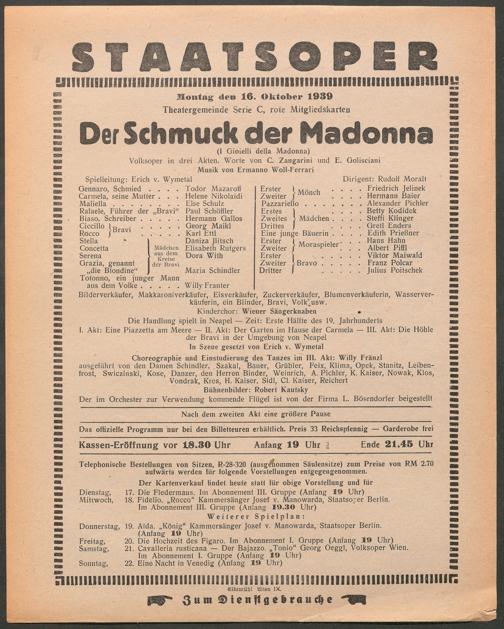 STAATSOPER
Montag den 16. Oktober 1939
Theatergemeinde Serie C, rote Mitgliedskarten
Der Schmuck der Madonna
(I Gioielli della Madonna)
Volksoper in drei Akten. Worte von C. Zangarini und E. Golisciani
Musik von Ermanno Wolf-Ferrari
Spielleitung: Erich v. Wymetal
Dirigent: Rudolf Moralt
Gennaro, Schmied . . . . Todor Mazaroff
Carmela, seine Mutter . . . Helene Nikolaidi
Maliella . . . . Else Schulz
Rafaele, Führer der „Bravi" Paul Schöffler
Biaso, Schreiber . . . . Hermann Gallos
Ciccillo } Bravi . . . . Georg Maikl
Rocco } . . . . Karl Ettl
Stella } Mädchen aus dem Kreise der Bravi Daniza Ilitsch
Concetta } Elisabeth Rutgers
Serena } Dora With
Grazia, genannt
„die Blondine" } Maria Schindler
Totonno, ein junger Mann
aus dem Volke . . . . Willy Franter
Erster } Mönch . . . . Friedrich Jelinek
Zweiter } Hermann Baier
Pazzariello . . . . Alexander Pichler
Erstes } Betty Kodidek
Zweites } Mädchen . . . . Steffi Klinger
Drittes } Gretl Enders
Eine junge Bäuerin . . . . Edith Prießner
Erster } Moraspieler . . . Hans Hahn
Zweiter } Albert Pißl
Erster } Viktor Maiwald
Zweiter } Bravo . . . . Franz Polcar
Dritter } Julius Poitschek
Bilderverkäufer, Makkaroniverkäufer, Eisverkäufer, Zuckerverkäufer, Blumenverkäuferin, Wasserver-
käuferin, ein Blinder, Bravi, Volk usw.
Kinderchor: Wiener Sängerknaben
Die Handlung spielt in Neapel — Zeit: Erste Hälfte des 19. Jahrhunderts
I. Akt: Eine Piazzetta am Meere — II. Akt: Der Garten im Hause der Carmela — III. Akt: Die Höhle
der Bravi in der Umgebung von Neapel
In Szene gesetzt von Erich v. Wymetal
Choreographie und Einstudierung des Tanzes im III. Akt: Willy Fränzl
ausgeführt von den Damen Schindler, Szakal, Bauer, Grübler, Feix, Klima, Opek, Stanitz, Leiben-
frost, Swiczinski, Kose, Danzer, den Herren Binder, Weinrich, A. Pichler, K. Kaiser, Nowak, Klos,
Vondrak, Kres, H. Kaiser, Sidl, Cl. Kaiser, Reichert
Bühnenbilder: Robert Kautsky
Der im Orchester zur Verwendung kommende Flügel ist von der Firma L. Bösendorfer beigestellt
Nach dem zweiten Akt eine größere Pause
Das offizielle Programm nur bei den Billetteuren erhältlich. Preis 33 Reichspfennig — Garderobe frei
Kassen-Eröffnung vor 18.30 Uhr Anfang 19 Uhr Ende 21.45 Uhr
Telephonische Bestellungen von Sitzen, R-28-320 (ausgenommen Säulensitze) zum Preise von RM 2.70
aufwärts werden für folgende Vorstellungen entgegengenommen.
Der Kartenverkauf findet heute statt für obige Vorstellung und für
Dienstag, 17. Die Fledermaus. Im Abonnement III. Gruppe (Anfang 19 Uhr)
Mittwoch, 18. Fidelio. „Rocco" Kammersänger Josef v. Manowarda, Staatsoper Berlin.
Im Abonnement III. Gruppe (Anfang 19.30 Uhr)
Weiterer Spielplan:
Donnerstag, 19. Aida. „König" Kammersänger Josef v. Manowarda, Staatsoper Berlin.
(Anfang 19 Uhr)
Freitag, 20. Die Hochzeit des Figaro. Im Abonnement I. Gruppe (Anfang 19 Uhr)
Samstag, 21. Cavalleria rusticana — Der Bajazzo. „Tonio" Georg Oeggl, Volksoper Wien.
Im Abonnement I. Gruppe (Anfang 19 Uhr)
Sonntag, 22. Eine Nacht in Venedig (Anfang 19 Uhr)
Elbemühl Wien IX.
Zum Dienstgebrauche